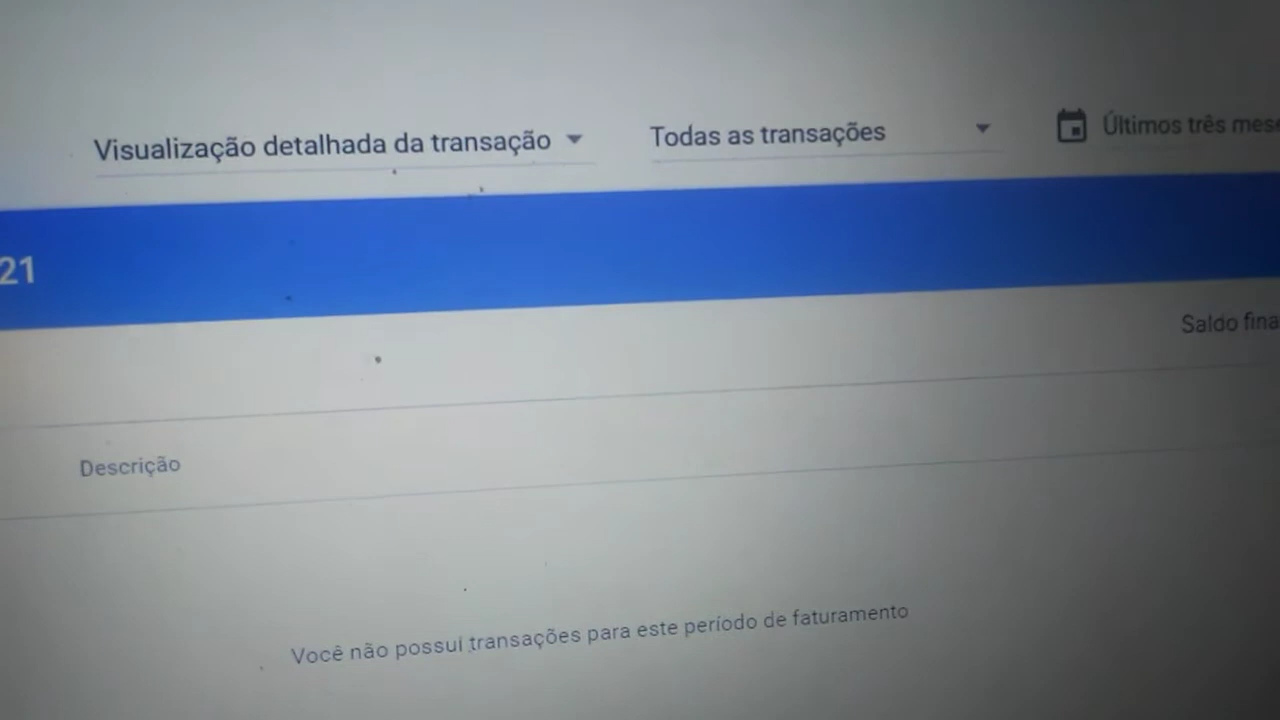 Visualização detalhada da transação
Todas as transações
Últimos três mes
21
Saldo fina
Descrição
Você não possui transações para este período de faturamento